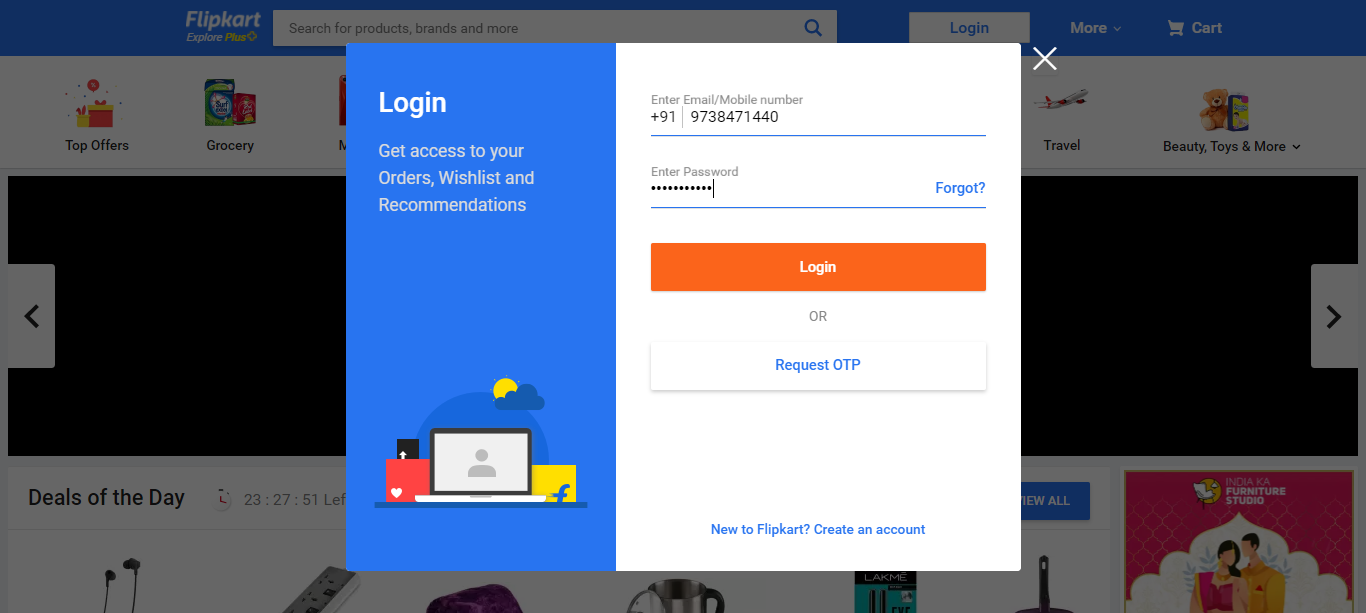 Flipkart
Explore Plus
Search for products, brands and more
Login
More
Cart
Top Offers
Grocery
M
Travel
Beauty, Toys & More
Login
Get access to your
Orders, Wishlist and
Recommendations
Enter Email/Mobile number
+91 9738471440
Enter Password
•••••••••••
Forgot?
Login
OR
Request OTP
New to Flipkart? Create an account
Deals of the Day
23 : 27 : 51 Lef
VIEW ALL
INDIA KA
FURNITURE
STUDIO
LAKMÉ
EYE